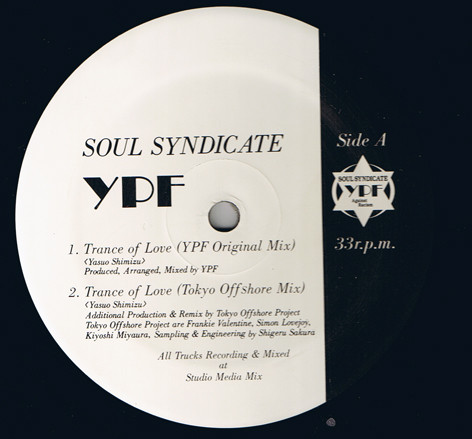 SOUL SYNDICATE
YPF
1. Trance of Love (YPF Original Mix)
<Yasuo Shimizu>
Produced, Arranged, Mixed by YPF
2. Trance of Love (Tokyo Offshore Mix)
<Yasuo Shimizu>
Additional Production & Remix by Tokyo Offshore Project
Tokyo Offshore Project are Frankie Valentine, Simon Lovejoy,
Kiyoshi Miyaura, Sampling & Engineering by Shigeru Sakura
All Trucks Recording & Mixed
at
Studio Media Mix
Side A
SOUL SYNDICATE
YPF
Against
Racism
33r.p.m.